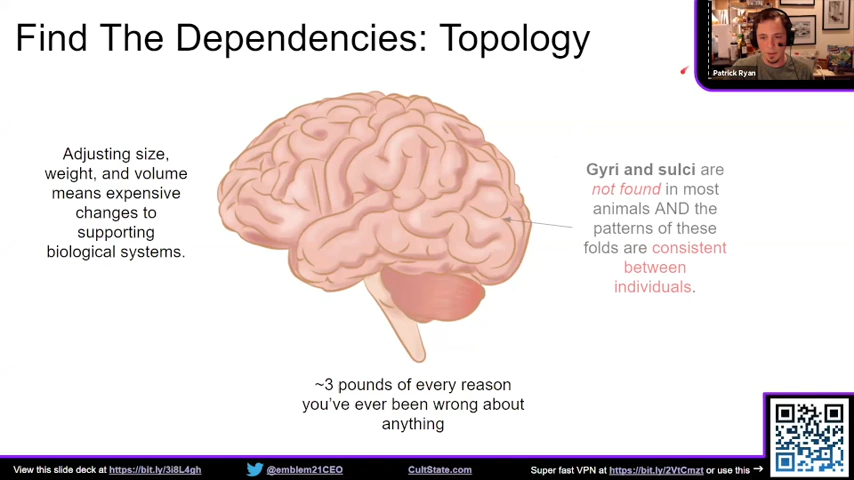 Find The Dependencies: Topology
Patrick Ryan
Adjusting size,
weight, and volume
means expensive
changes to
supporting
biological systems.
Gyri and sulci are
not found in most
animals AND the
patterns of these
folds are consistent
between
individuals.
~3 pounds of every reason
you've ever been wrong about
anything
View this slide deck at https://bit.ly/3i8L4gh
@emblem21CEO
CultState.com
Super fast VPN at https://bit.ly/2VtCmzt or use this →